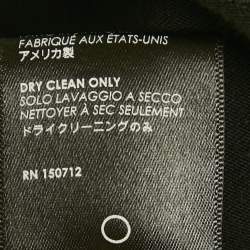 FABRIQUÉ AUX ÉTATS-UNIS
アメリカ製
DRY CLEAN ONLY
SOLO LAVAGGIO A SECCO
NETTOYER À SEC SEULEMENT
ドライクリーニングのみ
RN 150712